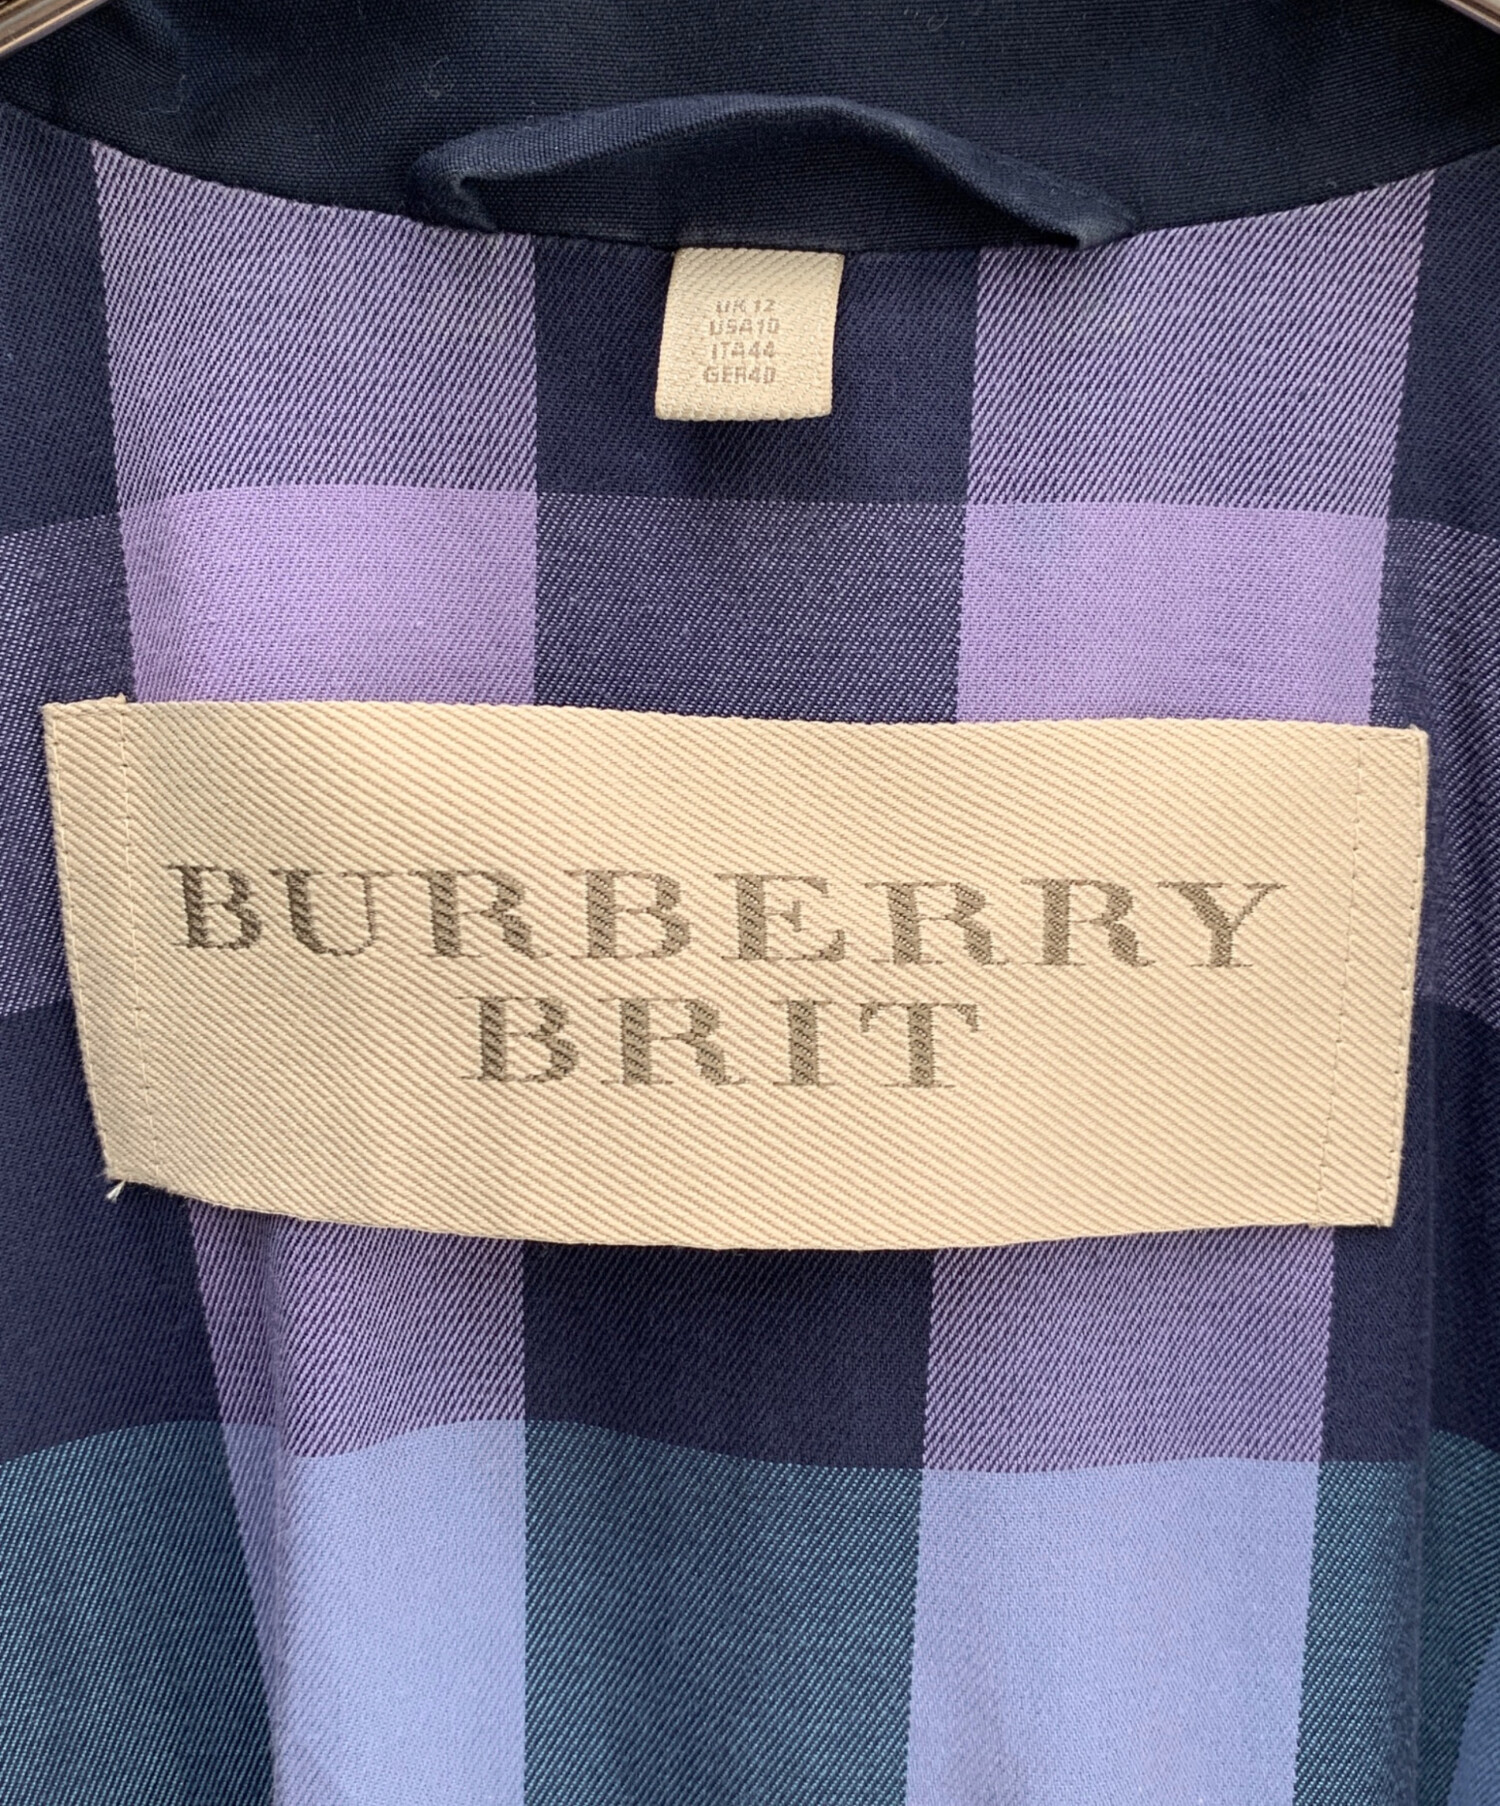 UK 12
USA10
ITA44
GER40
BURBERRY
BRIT